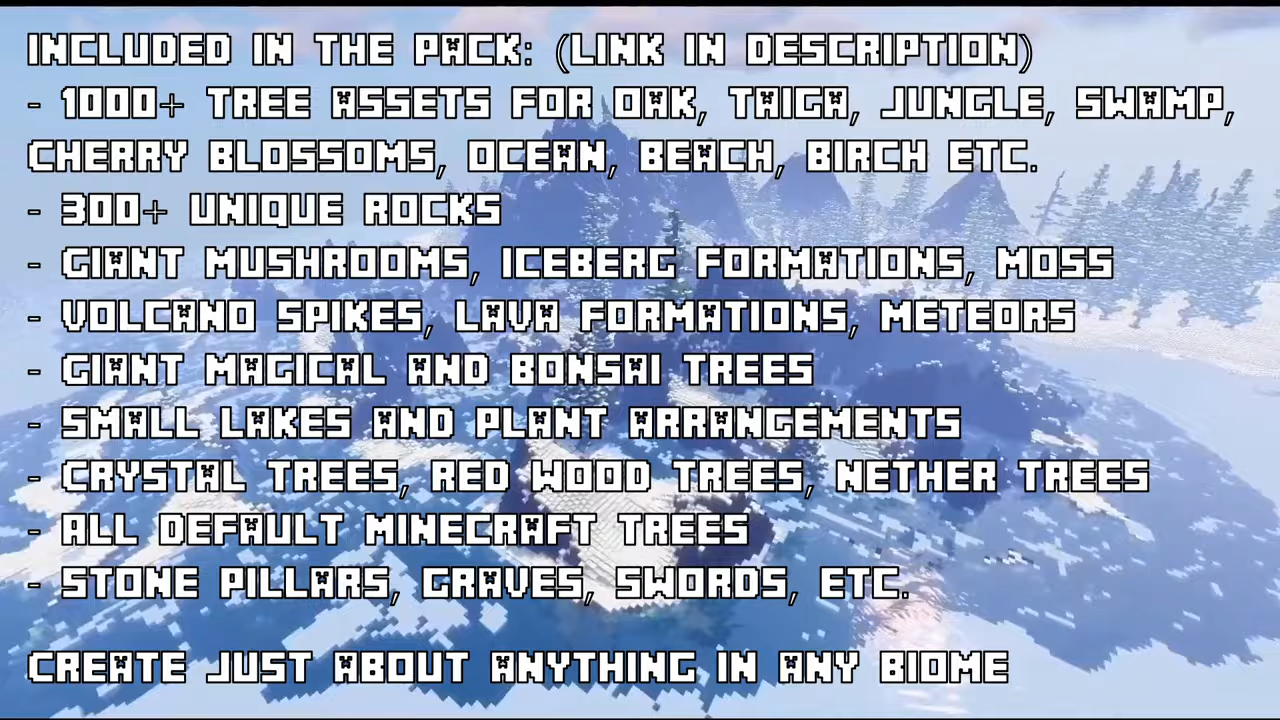 INCLUDED IN THE PACK: (LINK IN DESCRIPTION)
- 1000+ TREE ASSETS FOR OAK, TAIGA, JUNGLE, SWAMP,
CHERRY BLOSSOMS, OCEAN, BEACH, BIRCH ETC.
- 300+ UNIQUE ROCKS
- GIANT MUSHROOMS, ICEBERG FORMATIONS, MOSS
- VOLCANO SPIKES, LAVA FORMATIONS, METEORS
- GIANT MAGICAL AND BONSAI TREES
- SMALL LAKES AND PLANT ARRANGEMENTS
- CRYSTAL TREES, RED WOOD TREES, NETHER TREES
- ALL DEFAULT MINECRAFT TREES
- STONE PILLARS, GRAVES, SWORDS, ETC.
CREATE JUST ABOUT ANYTHING IN ANY BIOME